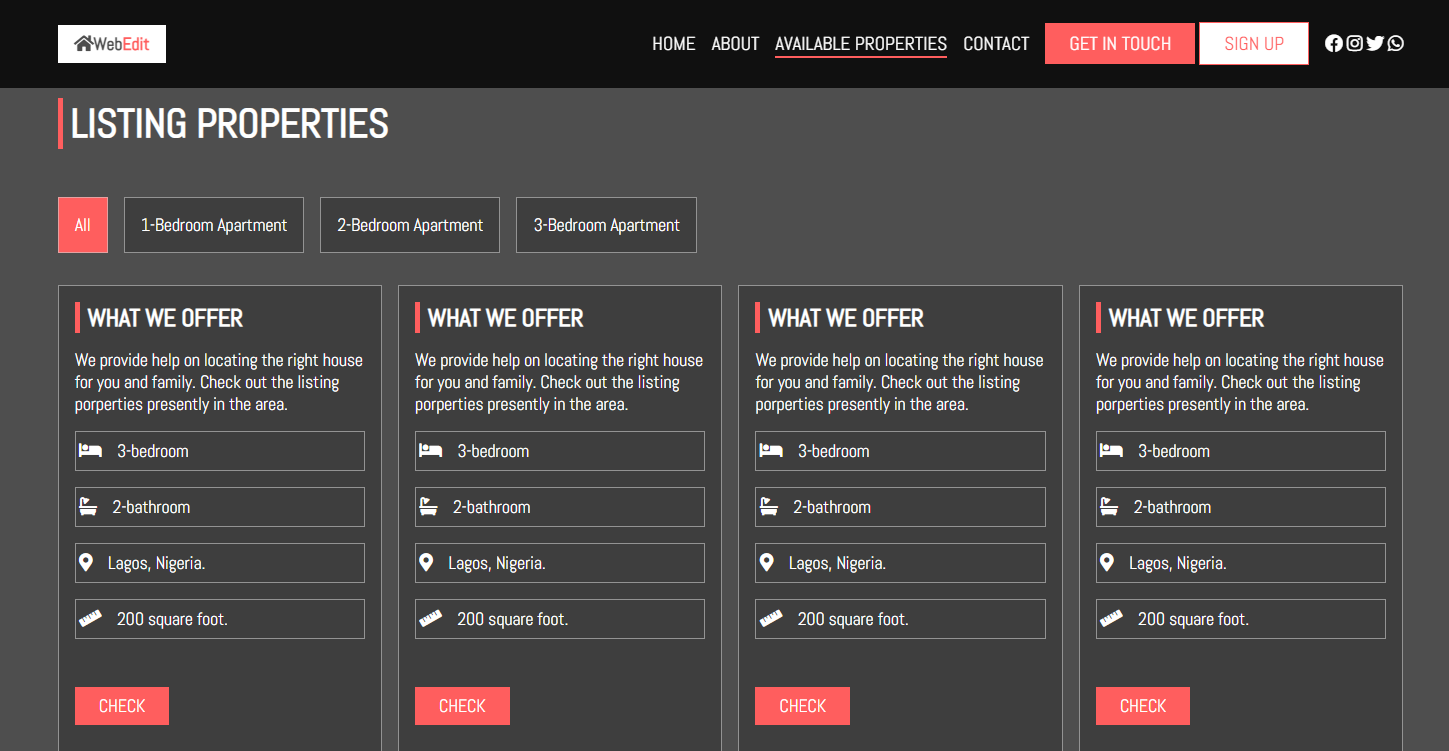 WebEdit
HOME ABOUT AVAILABLE PROPERTIES CONTACT GET IN TOUCH SIGN UP
LISTING PROPERTIES
All 1-Bedroom Apartment 2-Bedroom Apartment 3-Bedroom Apartment
WHAT WE OFFER
We provide help on locating the right house
for you and family. Check out the listing
porperties presently in the area.
3-bedroom
2-bathroom
Lagos, Nigeria.
200 square foot.
CHECK
WHAT WE OFFER
We provide help on locating the right house
for you and family. Check out the listing
porperties presently in the area.
3-bedroom
2-bathroom
Lagos, Nigeria.
200 square foot.
CHECK
WHAT WE OFFER
We provide help on locating the right house
for you and family. Check out the listing
porperties presently in the area.
3-bedroom
2-bathroom
Lagos, Nigeria.
200 square foot.
CHECK
WHAT WE OFFER
We provide help on locating the right house
for you and family. Check out the listing
porperties presently in the area.
3-bedroom
2-bathroom
Lagos, Nigeria.
200 square foot.
CHECK